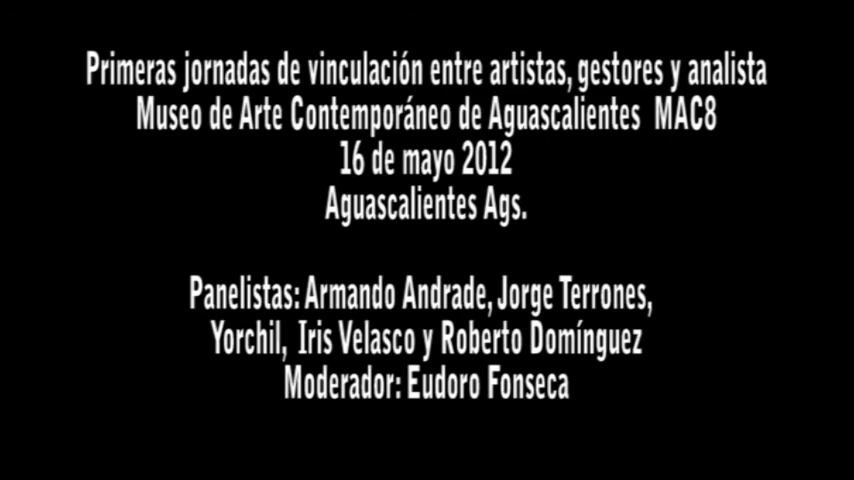 Primeras jornadas de vinculación entre artistas, gestores y analista
Museo de Arte Contemporáneo de Aguascalientes MAC8
16 de mayo 2012
Aguascalientes Ags.
Panelistas: Armando Andrade, Jorge Terrones,
Yorchil, Iris Velasco y Roberto Domínguez
Moderador: Eudoro Fonseca